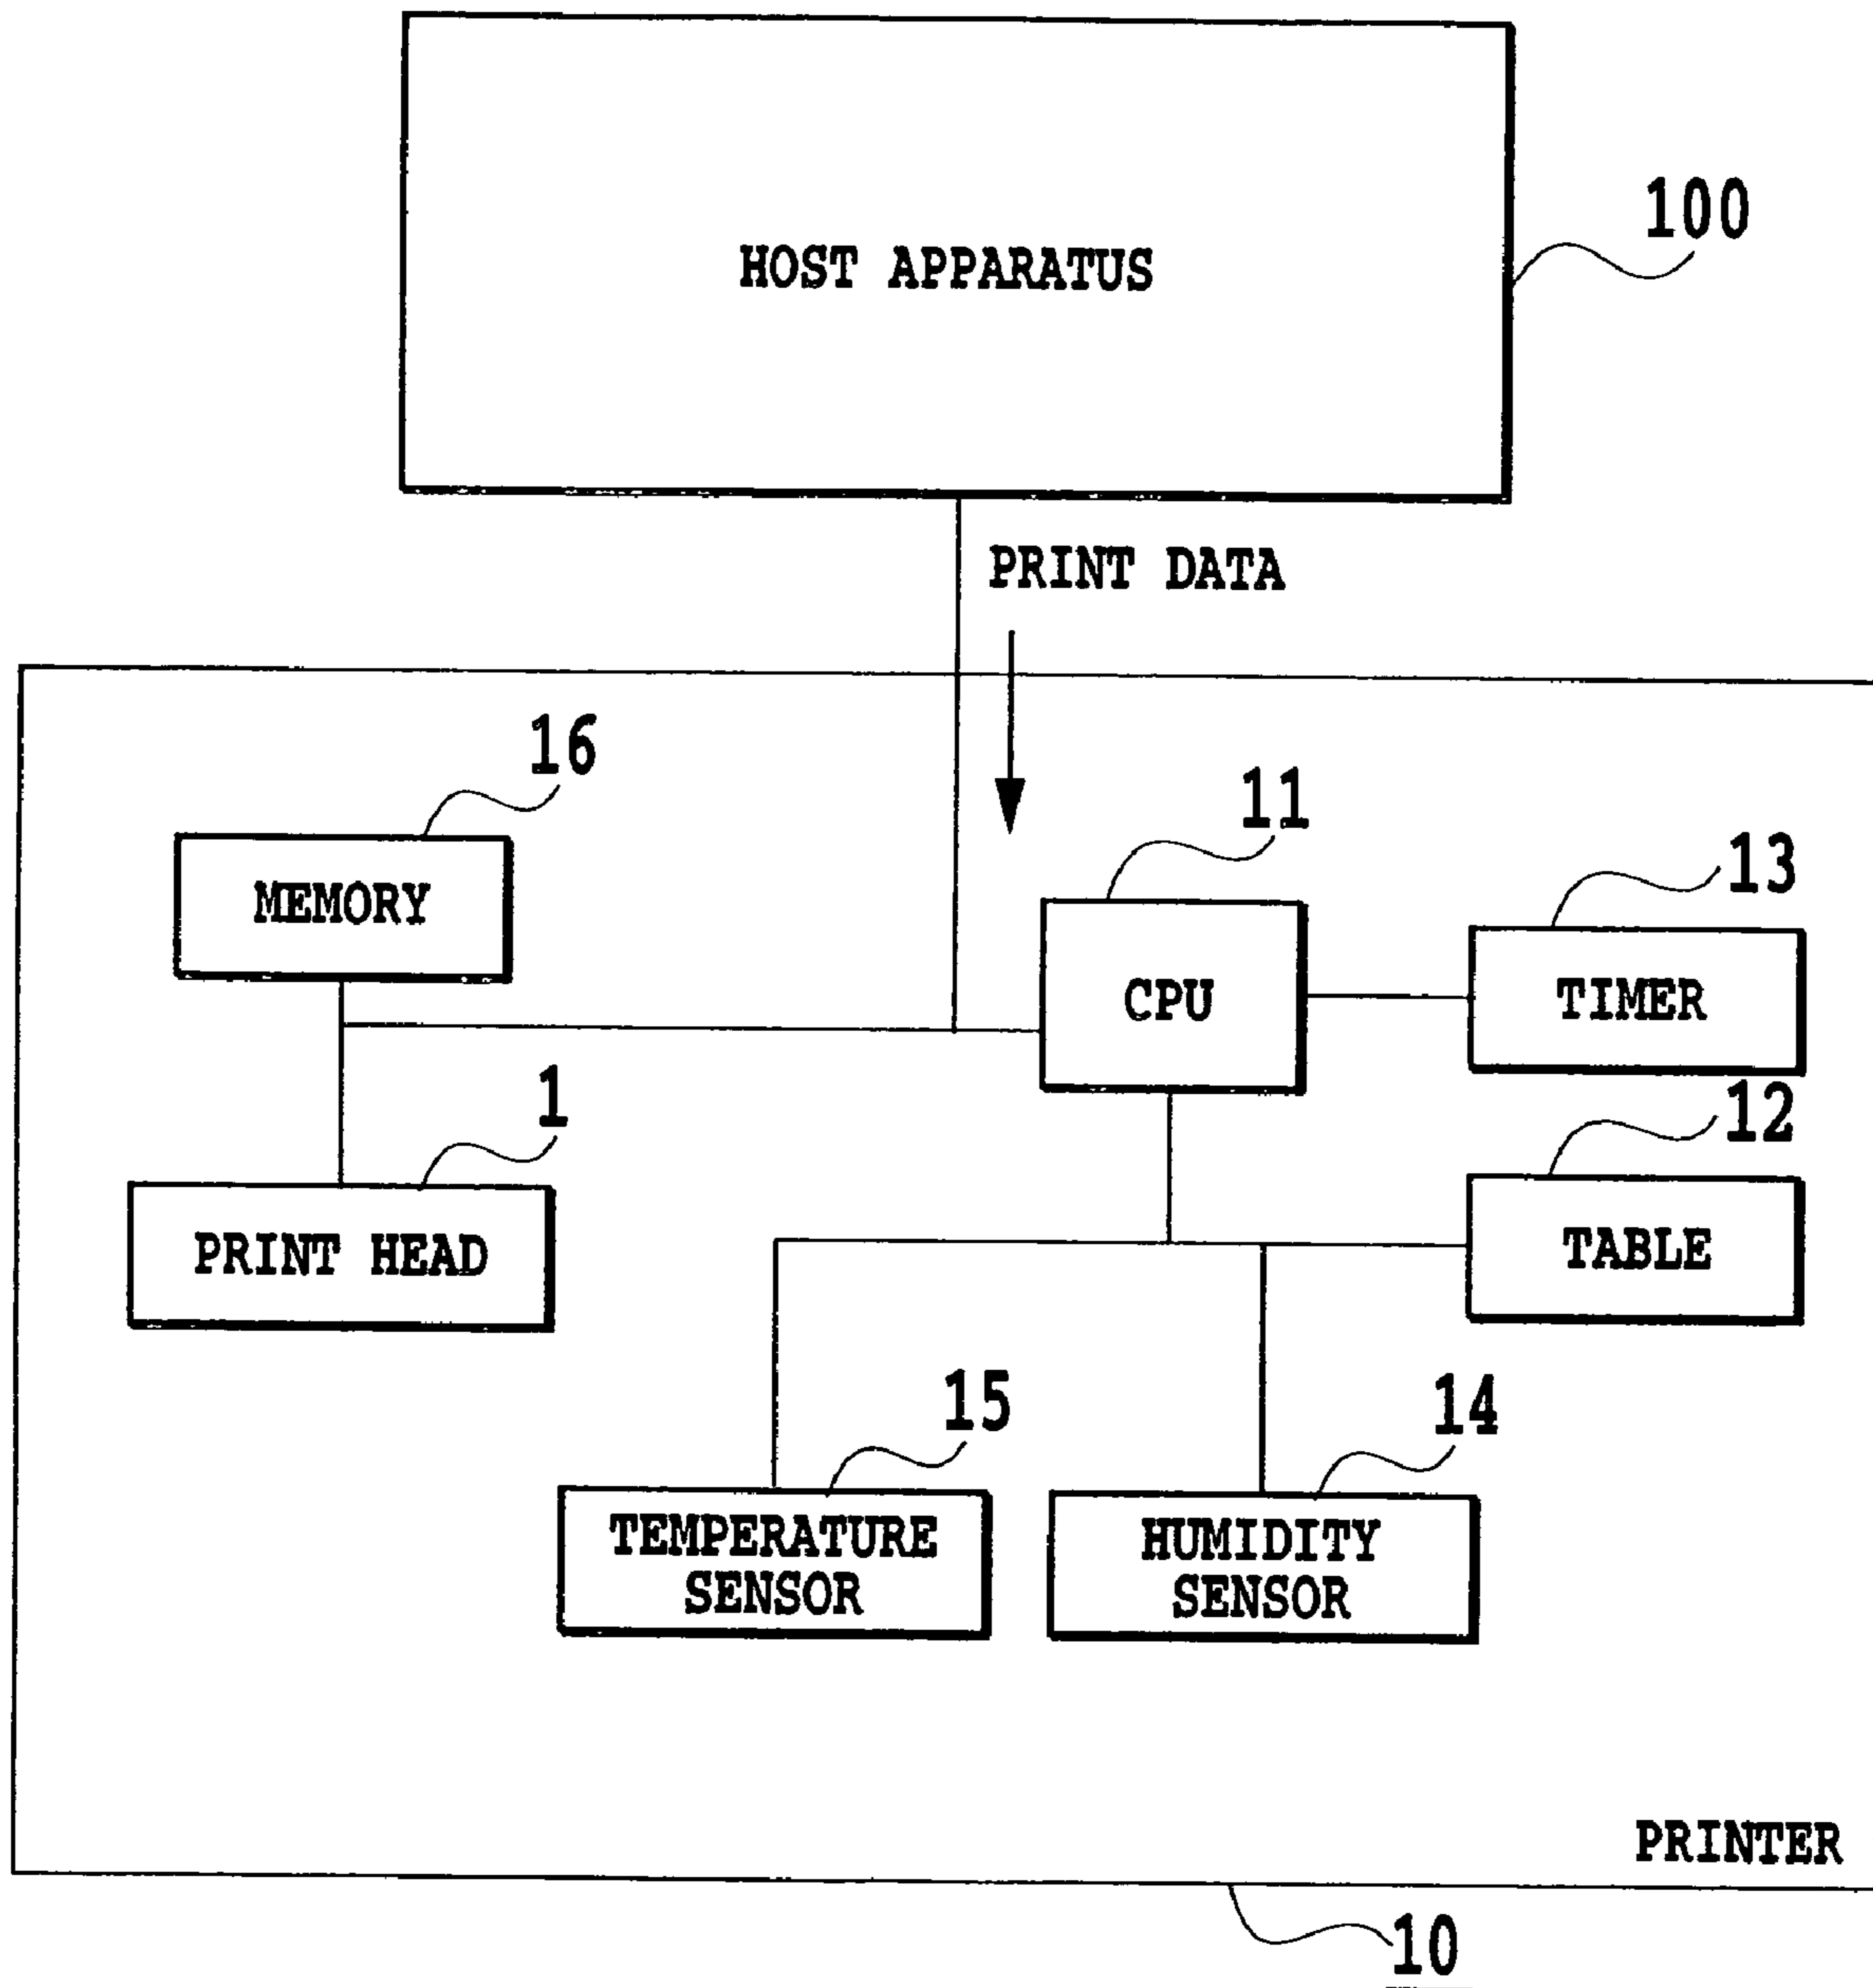 HOST APPARATUS
100
PRINT DATA
16
MEMORY
11
CPU
13
TIMER
1
PRINT HEAD
12
TABLE
15
TEMPERATURE
SENSOR
14
HUMIDITY
SENSOR
PRINTER
10